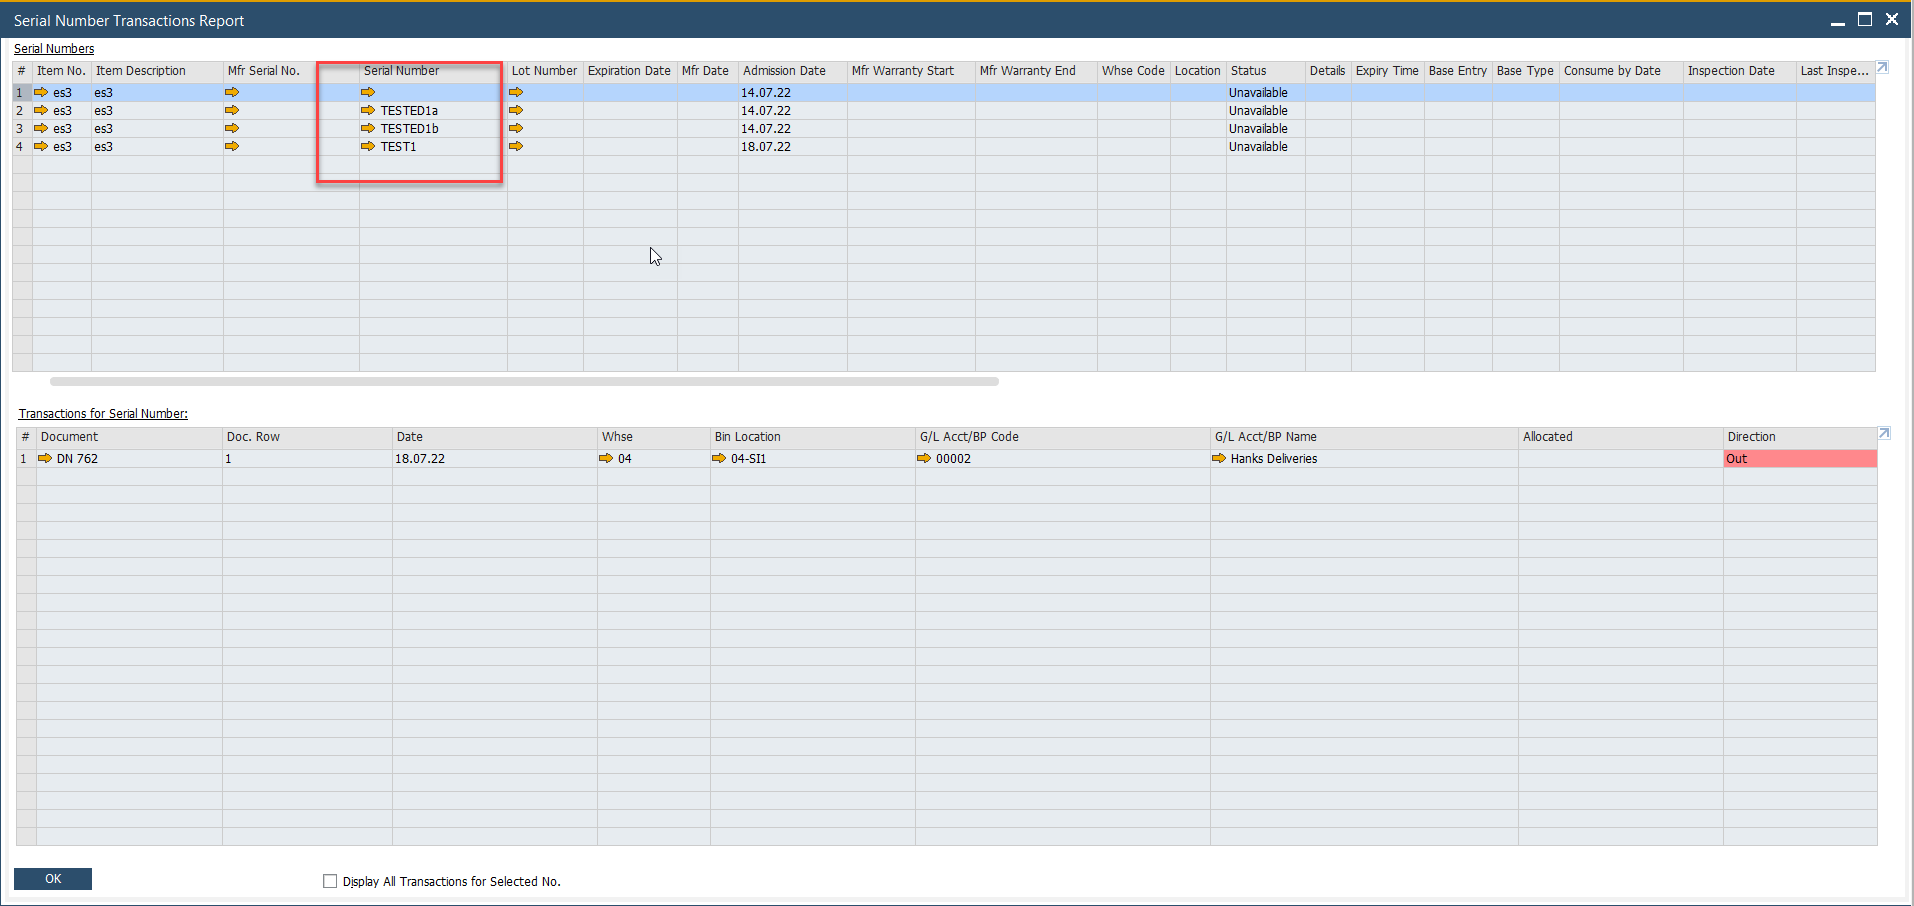 Serial Number Transactions Report
Serial Numbers
# Item No. Item Description Mfr Serial No. Serial Number Lot Number Expiration Date Mfr Date Admission Date Mfr Warranty Start Mfr Warranty End Whse Code Location Status Details Expiry Time Base Entry Base Type Consume by Date Inspection Date Last Inspe...
1 es3 es3 14.07.22 Unavailable
2 es3 es3 TESTED1a 14.07.22 Unavailable
3 es3 es3 TESTED1b 14.07.22 Unavailable
4 es3 es3 TEST1 18.07.22 Unavailable
Transactions for Serial Number:
# Document Doc. Row Date Whse Bin Location G/L Acct/BP Code G/L Acct/BP Name Allocated Direction
1 DN 762 1 18.07.22 04 04-SI1 00002 Hanks Deliveries Out
OK Display All Transactions for Selected No.